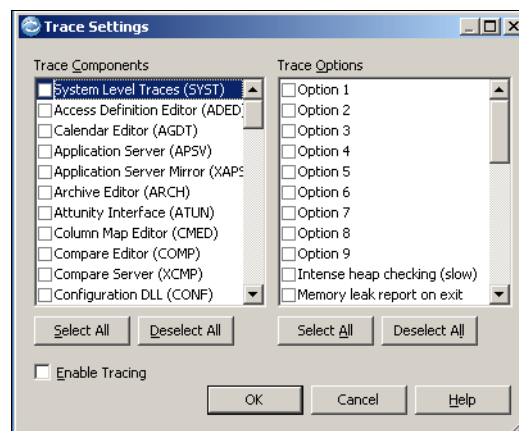 Trace Settings
Trace Components
System Level Traces (SYST)
Access Definition Editor (ADED)
Calendar Editor (AGDT)
Application Server (APSV)
Application Server Mirror (XAPS
Archive Editor (ARCH)
Attunity Interface (ATUN)
Column Map Editor (CMED)
Compare Editor (COMP)
Compare Server (XCMP)
Configuration DLL (CONF)
Select All
Deselect All
Trace Options
Option 1
Option 2
Option 3
Option 4
Option 5
Option 6
Option 7
Option 8
Option 9
Intense heap checking (slow)
Memory leak report on exit
Select All
Deselect All
Enable Tracing
OK
Cancel
Help